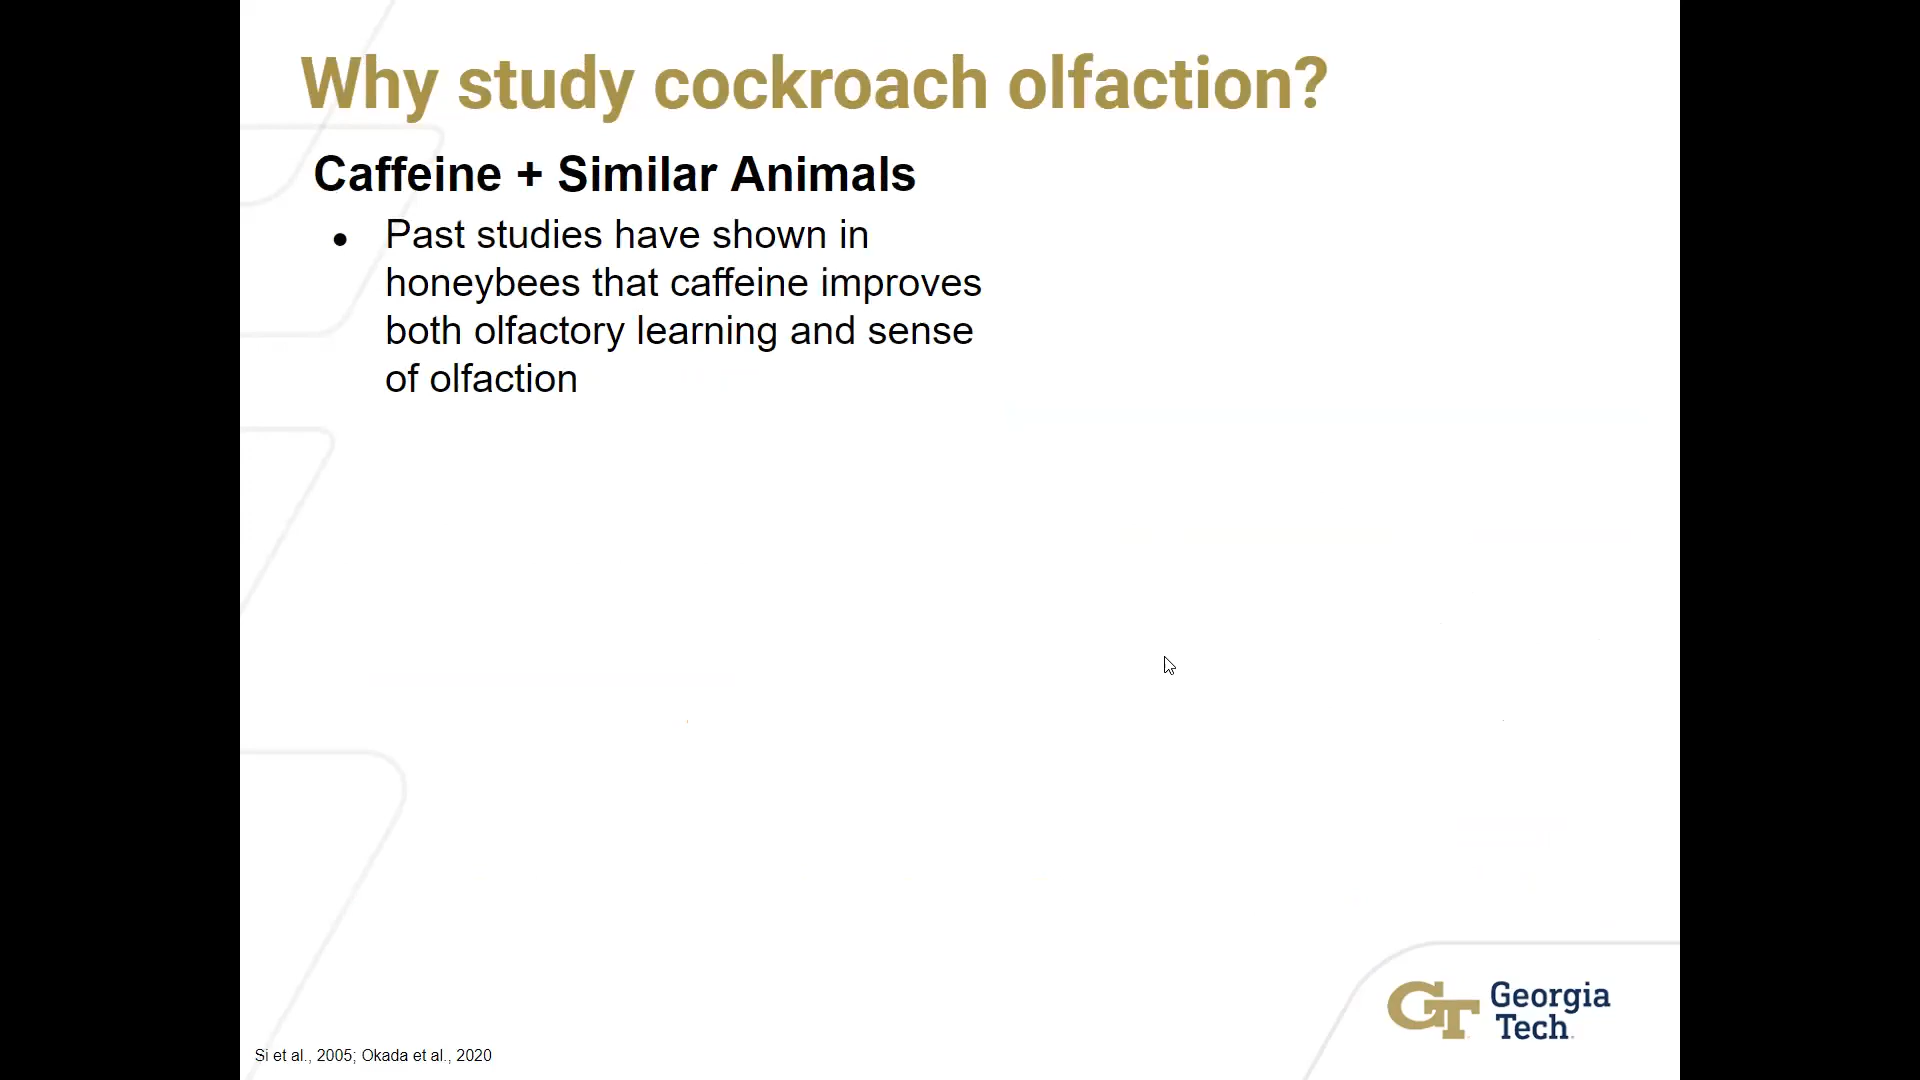 Why study cockroach olfaction?
Caffeine + Similar Animals
● Past studies have shown in
honeybees that caffeine improves
both olfactory learning and sense
of olfaction
GT Georgia
Tech.
Si et al., 2005; Okada et al., 2020